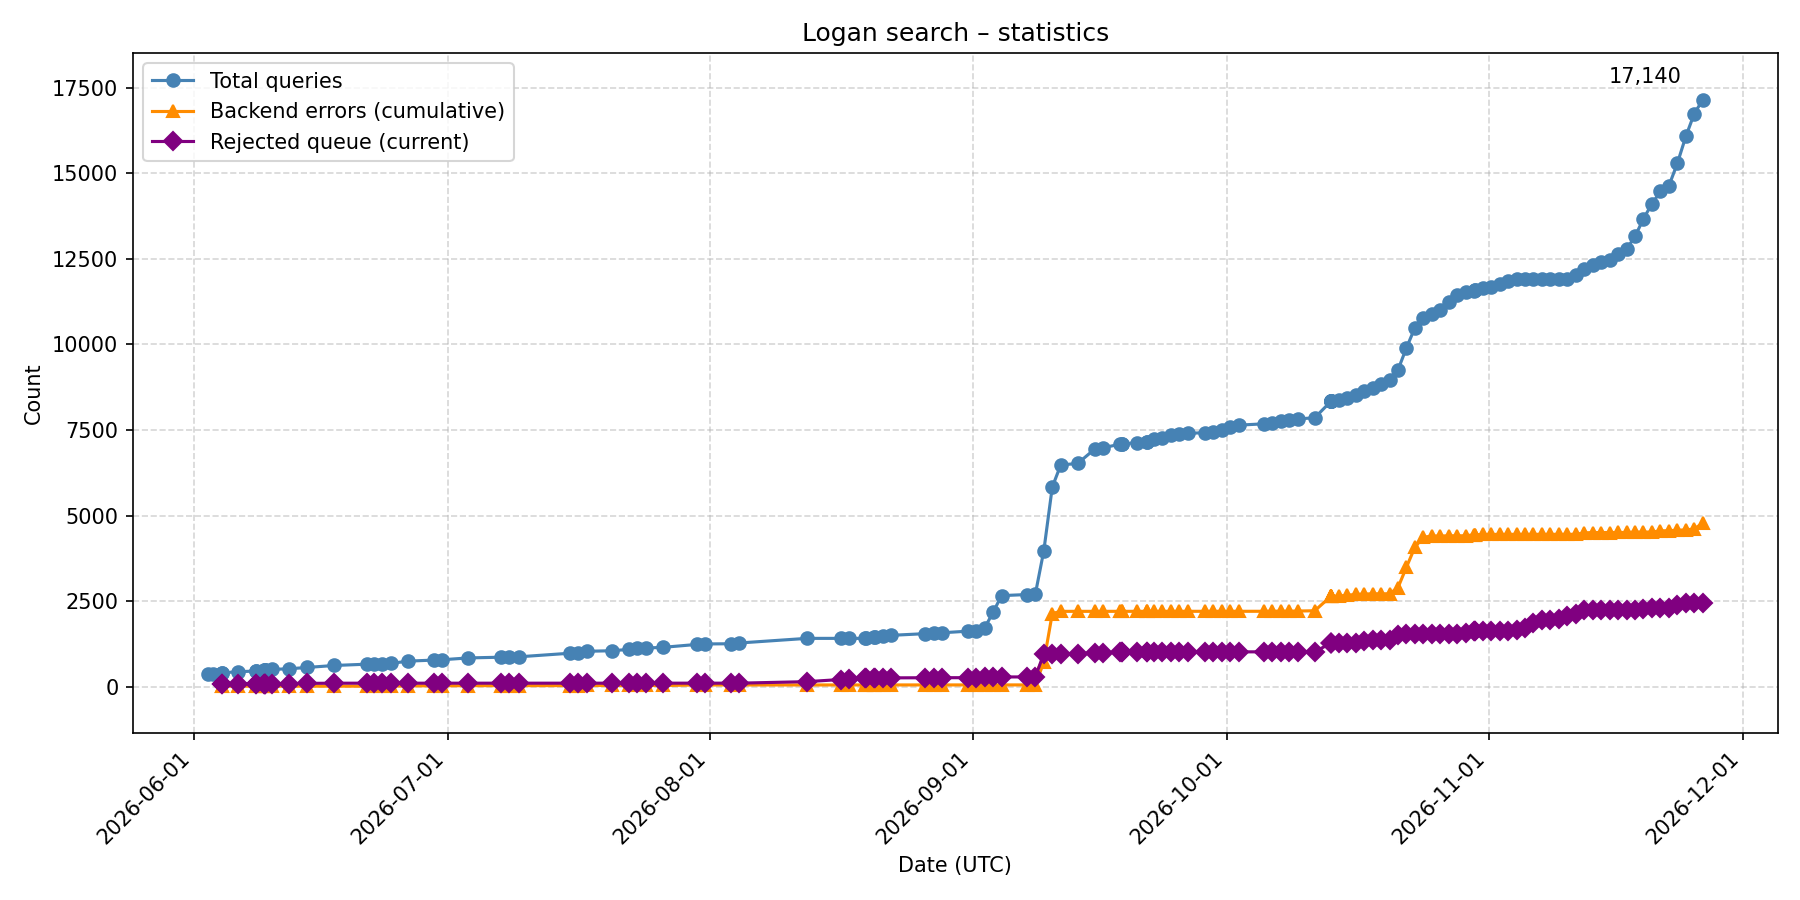 Logan search – statistics
Total queries
Backend errors (cumulative)
Rejected queue (current)
17,140
17500
15000
12500
10000
7500
5000
2500
0
Count
2026-06-01
2026-07-01
2026-08-01
2026-09-01
2026-10-01
2026-11-01
2026-12-01
Date (UTC)